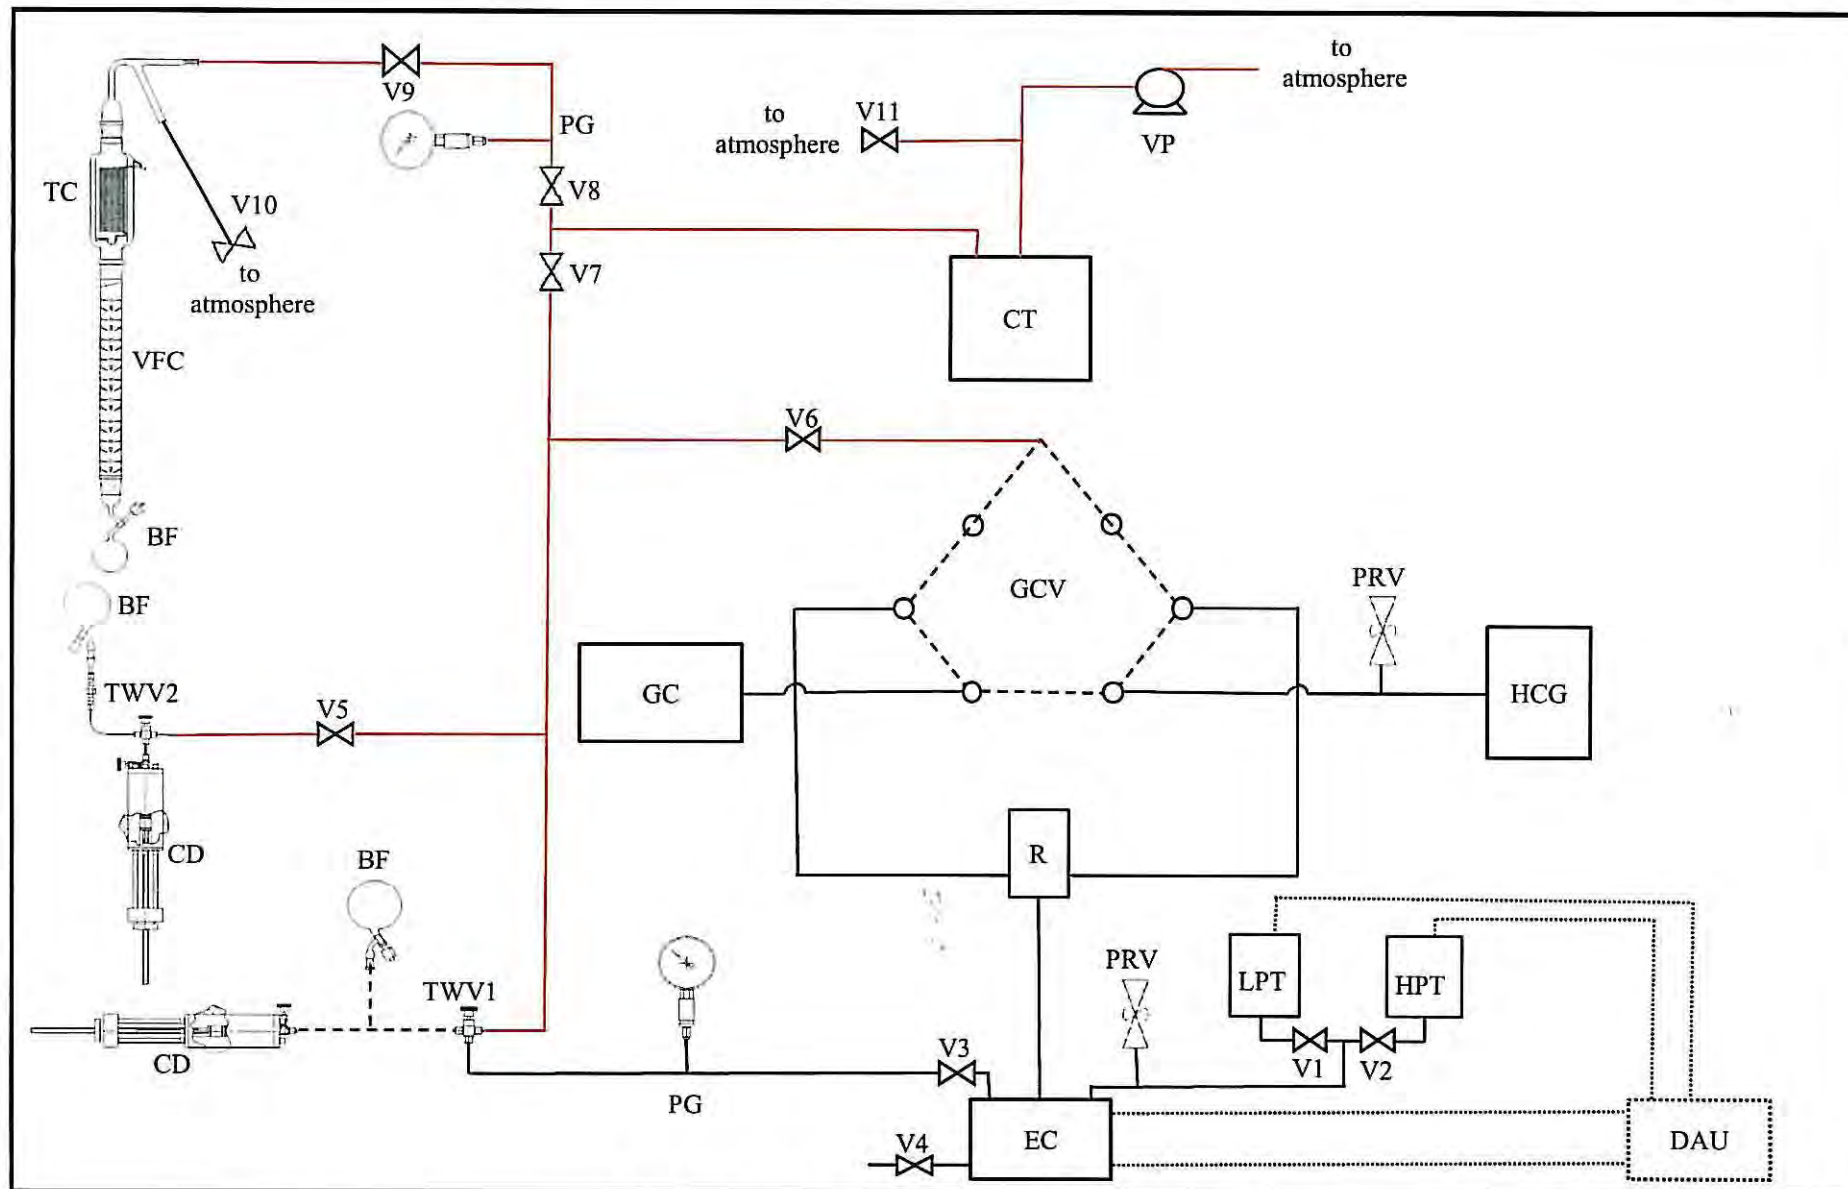 to
atmosphere
V9
PG
V11
to
atmosphere
VP
TC
V8
V10
to
atmosphere
V7
CT
VFC
V6
BF
BF
GCV
PRV
TWV2
GC
HCG
V5
CD
BF
R
TWV1
PRV
LPT
HPT
CD
V3
V1
V2
PG
V4
EC
DAU